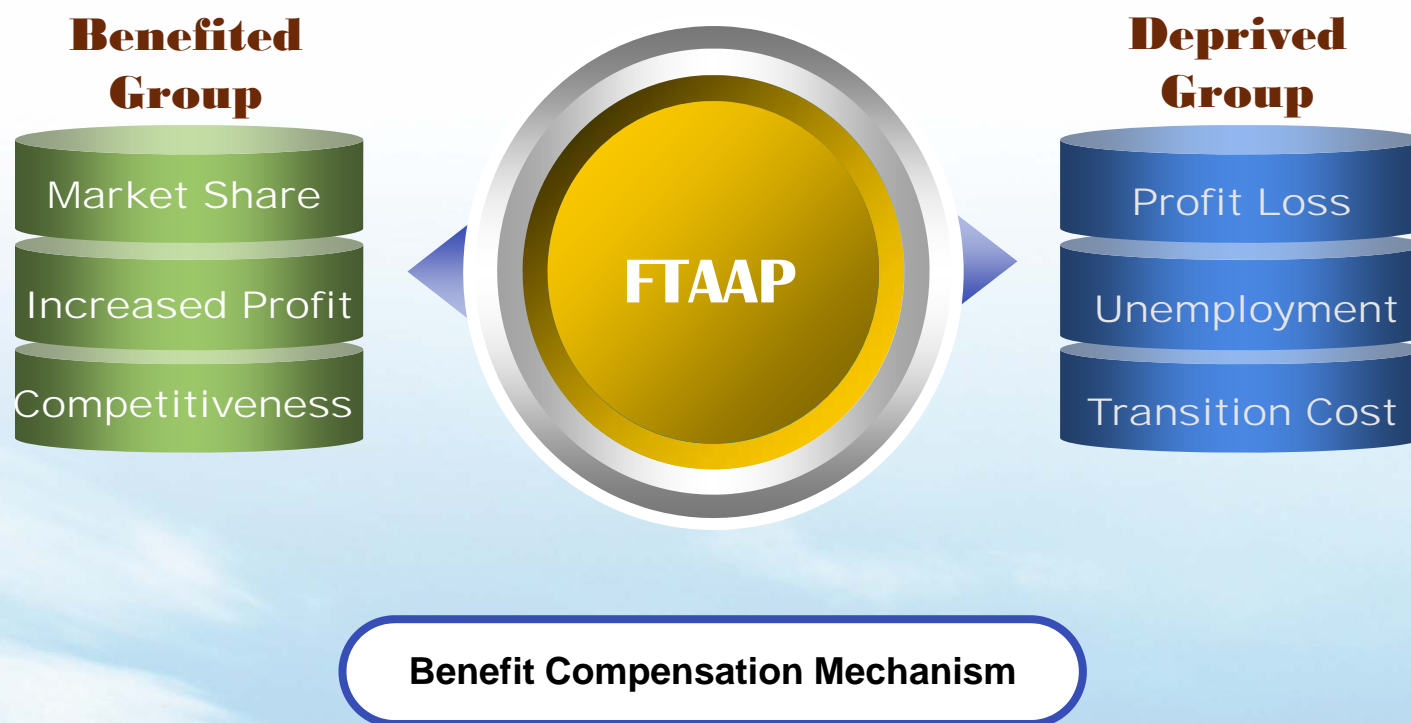 Benefited
Group
Market Share
Increased Profit
Competitiveness
FTAAP
Deprived
Group
Profit Loss
Unemployment
Transition Cost
Benefit Compensation Mechanism